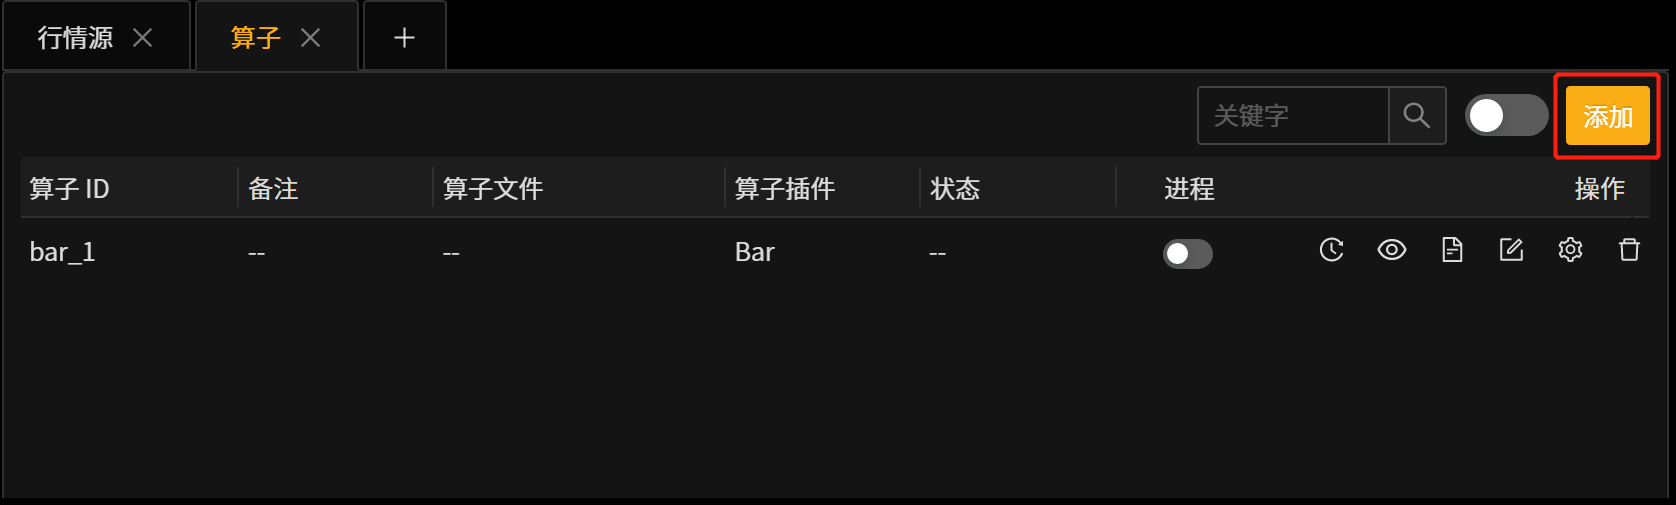 行情源 算子
关键字 添加
算子 ID 备注 算子文件 算子插件 状态 进程 操作
bar_1 -- -- Bar --